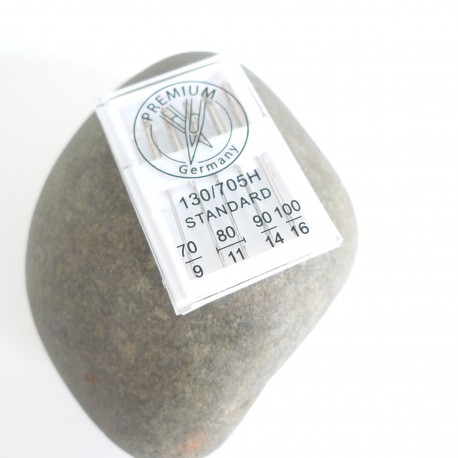 PREMIUM
Germany
130/705H
STANDARD
70 80 90 100
9 11 14 16